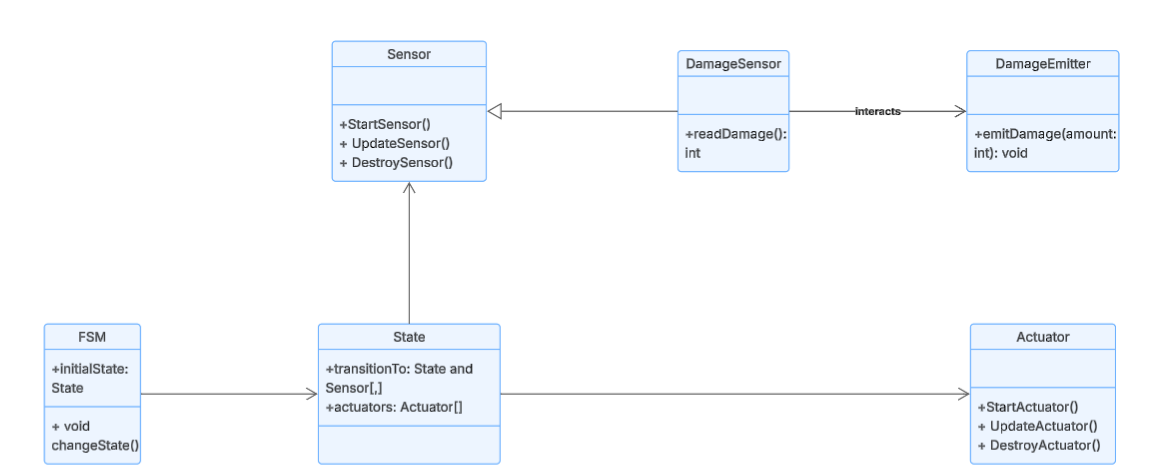 Sensor
+StartSensor()
+ UpdateSensor()
+ DestroySensor()
DamageSensor
+readDamage():
int
interacts
DamageEmitter
+emitDamage(amount:
int): void
FSM
+initialState:
State
+ void
changeState()
State
+transitionTo: State and
Sensor[,]
+actuators: Actuator[]
Actuator
+StartActuator()
+ UpdateActuator()
+ DestroyActuator()